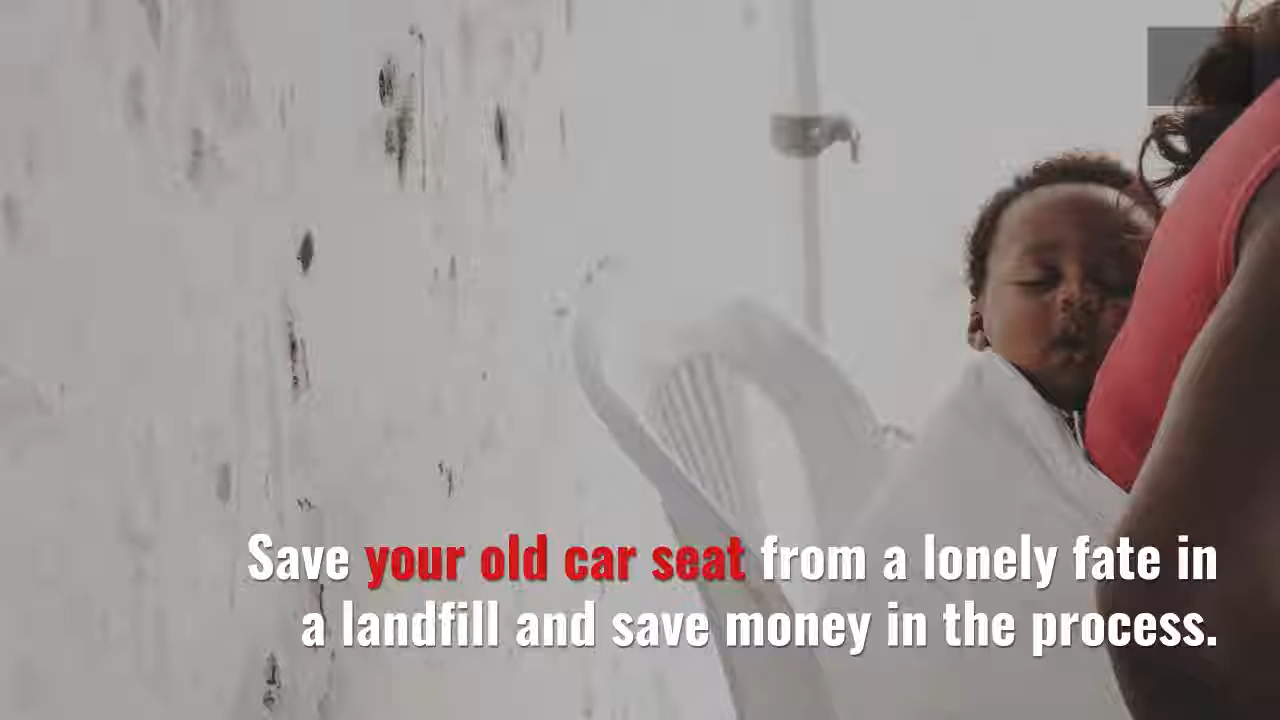 Save your old car seat from a lonely fate in
a landfill and save money in the process.